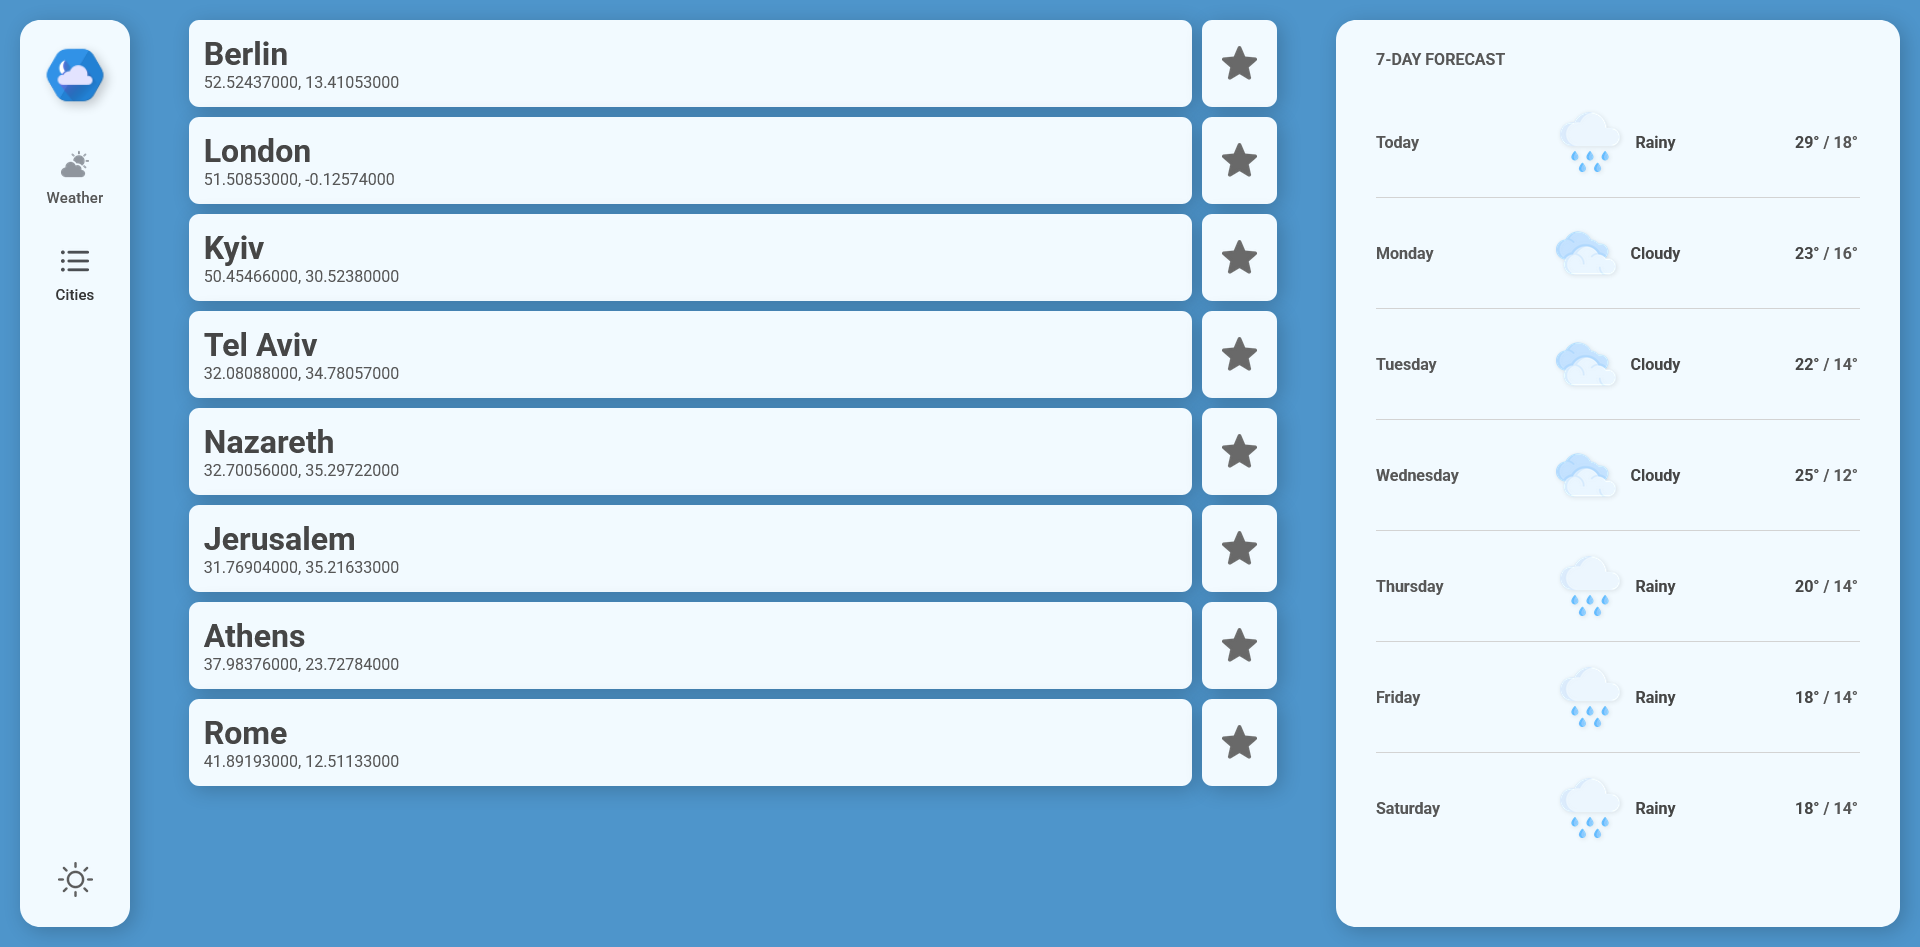 Weather
Cities
Berlin
52.52437000, 13.41053000
London
51.50853000, -0.12574000
Kyiv
50.45466000, 30.52380000
Tel Aviv
32.08088000, 34.78057000
Nazareth
32.70056000, 35.29722000
Jerusalem
31.76904000, 35.21633000
Athens
37.98376000, 23.72784000
Rome
41.89193000, 12.51133000
7-DAY FORECAST
Today Rainy 29° / 18°
Monday Cloudy 23° / 16°
Tuesday Cloudy 22° / 14°
Wednesday Cloudy 25° / 12°
Thursday Rainy 20° / 14°
Friday Rainy 18° / 14°
Saturday Rainy 18° / 14°